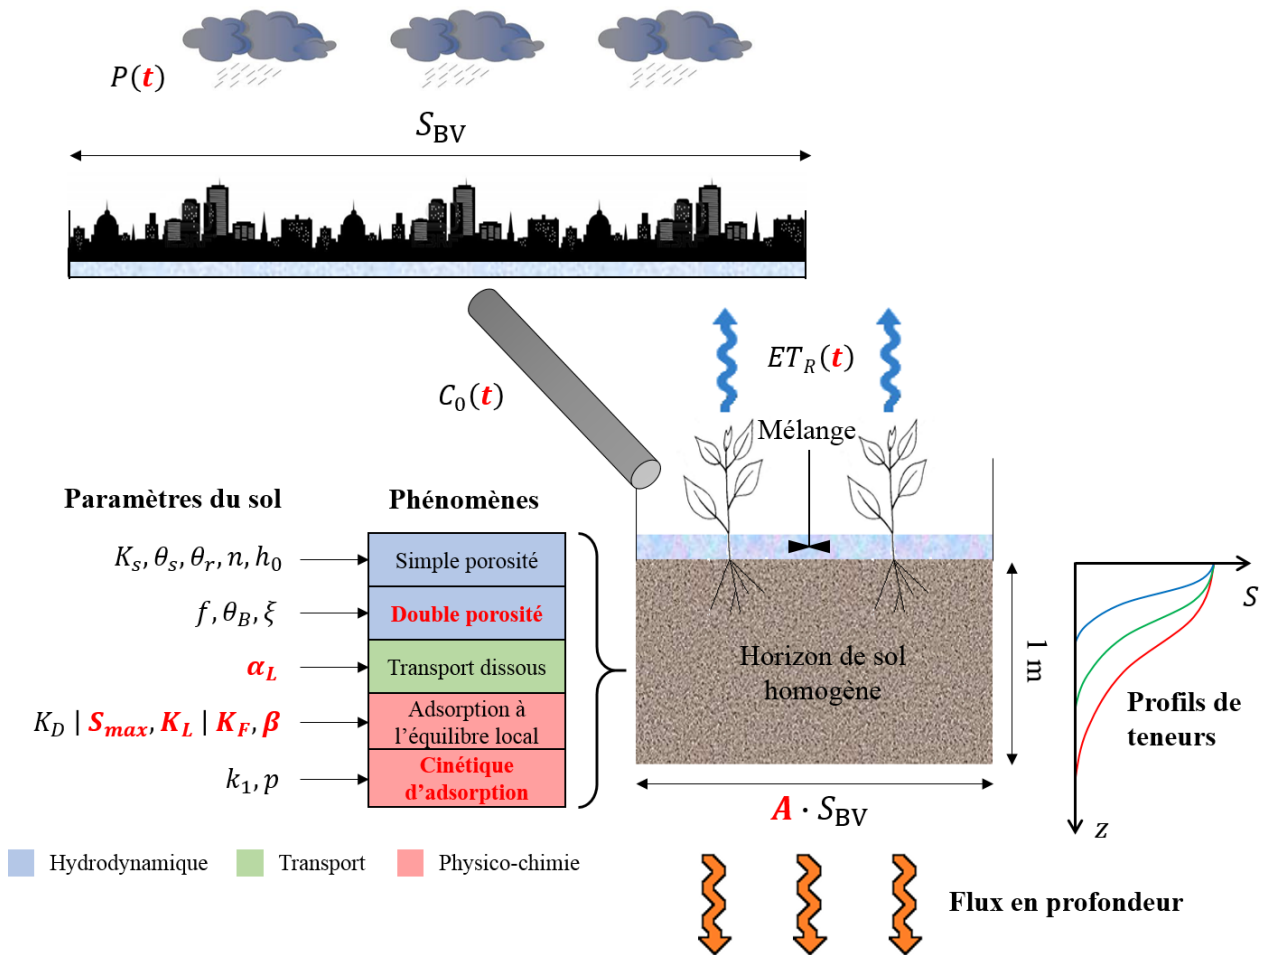 P(t)
S_BV
C_0(t)
ET_R(t)
Mélange
Paramètres du sol
Phénomènes
K_s, θ_s, θ_r, n, h_0
Simple porosité
f, θ_B, ξ
Double porosité
α_L
Transport dissous
K_D | S_max, K_L | K_F, β
Adsorption à
l'équilibre local
k_1, p
Cinétique
d'adsorption
Horizon de sol
homogène
1 m
A · S_BV
S
Profils de
teneurs
z
Hydrodynamique
Transport
Physico-chimie
Flux en profondeur